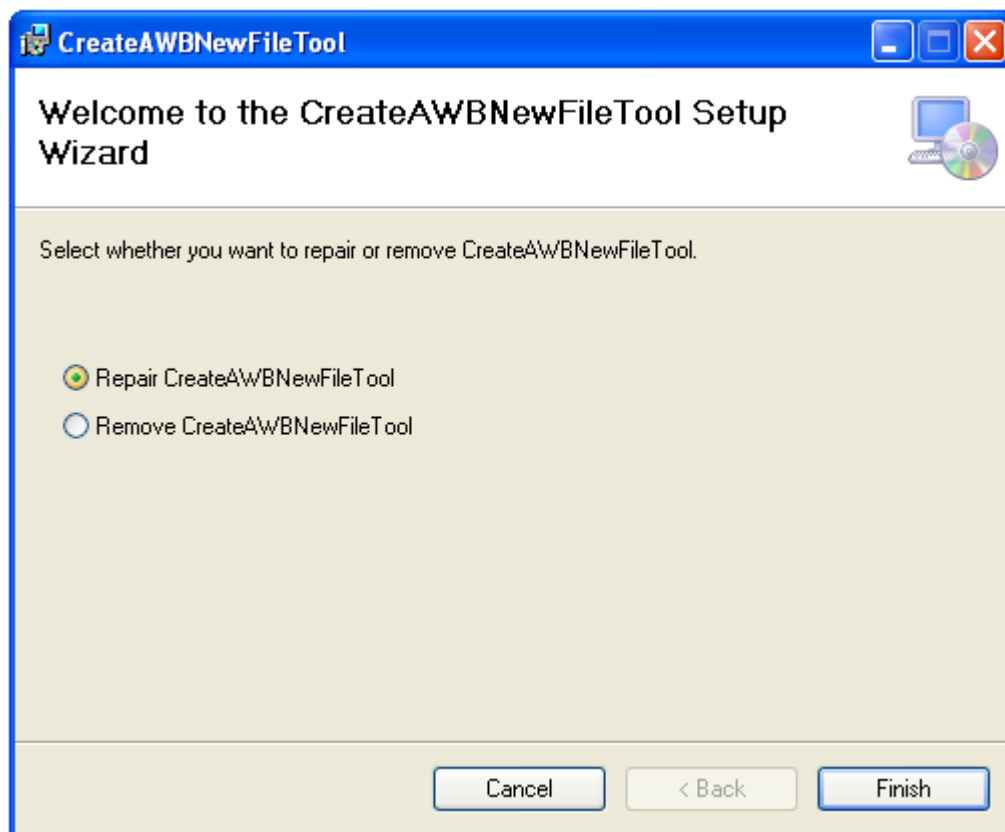 CreateAWBNewFileTool
Welcome to the CreateAWBNewFileTool Setup
Wizard
Select whether you want to repair or remove CreateAWBNewFileTool.
Repair CreateAWBNewFileTool
Remove CreateAWBNewFileTool
Cancel
< Back
Finish